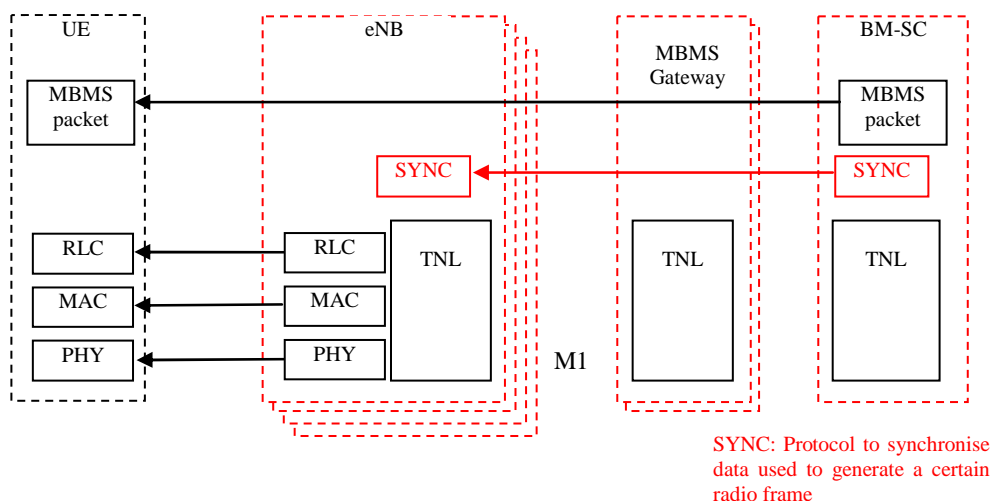 UE
eNB
MBMS
Gateway
BM-SC
MBMS
packet
MBMS
packet
SYNC
SYNC
RLC
RLC
TNL
TNL
TNL
MAC
MAC
PHY
PHY
M1
SYNC: Protocol to synchronise
data used to generate a certain
radio frame